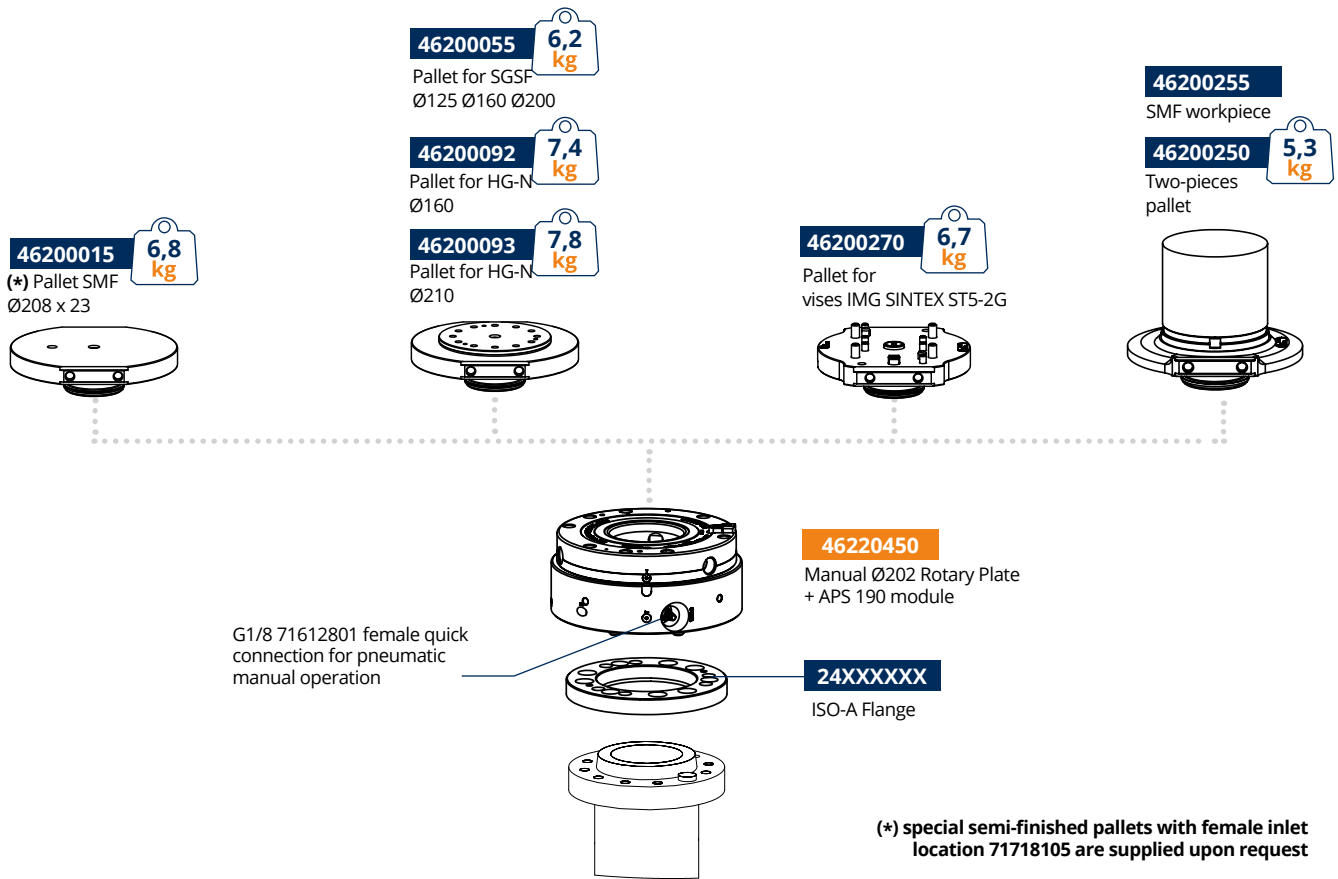 46200055
6,2
kg
Pallet for SGSF
Ø125 Ø160 Ø200
46200092
7,4
kg
Pallet for HG-N
Ø160
46200093
7,8
kg
Pallet for HG-N
Ø210
46200015
6,8
kg
(*) Pallet SMF
Ø208 x 23
46200270
6,7
kg
Pallet for
vises IMG SINTEX ST5-2G
46200255
SMF workpiece
46200250
5,3
kg
Two-pieces
pallet
46220450
Manual Ø202 Rotary Plate
+ APS 190 module
G1/8 71612801 female quick
connection for pneumatic
manual operation
24XXXXXX
ISO-A Flange
(*) special semi-finished pallets with female inlet
location 71718105 are supplied upon request